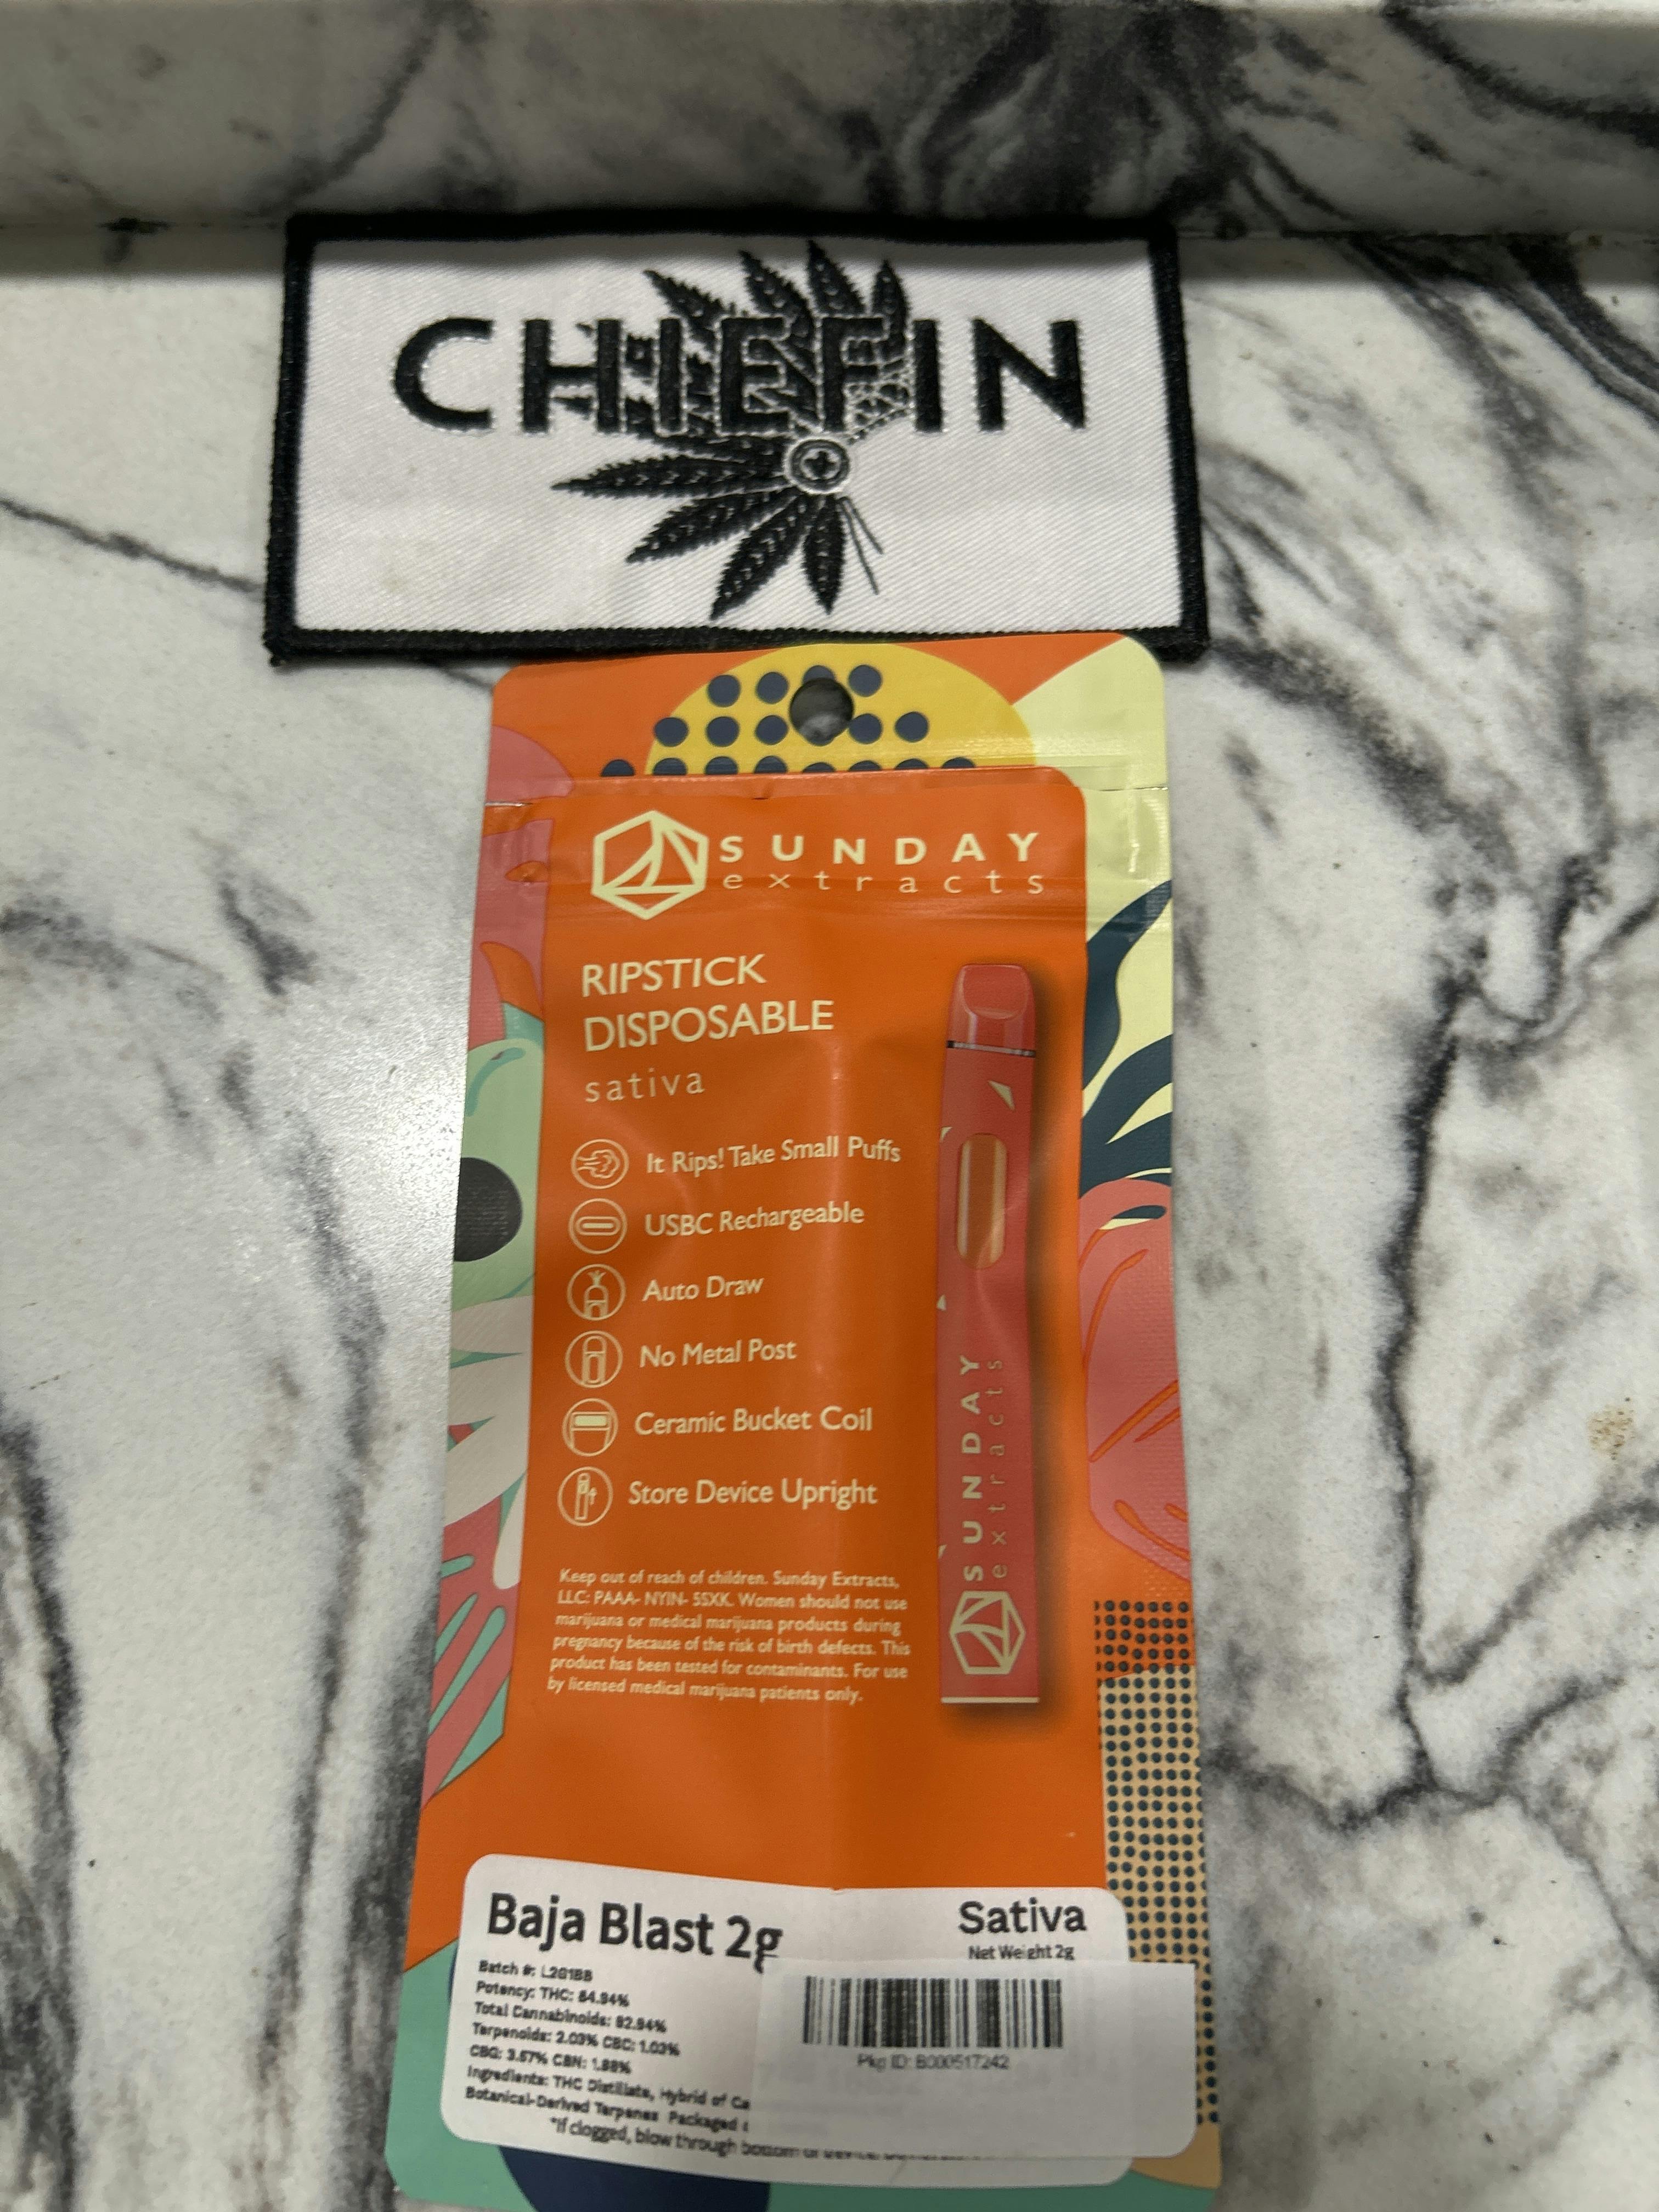 CHIEFIN
SUNDAY
extracts
RIPSTICK
DISPOSABLE
sativa
It Rips! Take Small Puffs
USBC Rechargeable
Auto Draw
No Metal Post
Ceramic Bucket Coil
Store Device Upright
SUNDAY
extracts
Keep out of reach of children. Sunday Extracts,
LLC: PAAA- NYIN- 5SXK. Women should not use
marijuana or medical marijuana products during
pregnancy because of the risk of birth defects. This
product has been tested for contaminants. For use
by licensed medical marijuana patients only.
Baja Blast 2g
Sativa
Net Weight 2g
Batch #: L2G1BB
Potency: THC: 84.94%
Total Cannabinoids: 92.94%
Terpenoids: 2.03% CBC: 1.03%
CBG: 3.57% CBN: 1.88%
Ingredients: THC Distillate, Hybrid of Ca
Botanical-Derived Terpenes Packaged
*If clogged, blow through bottom of
Pkg ID: B000517242